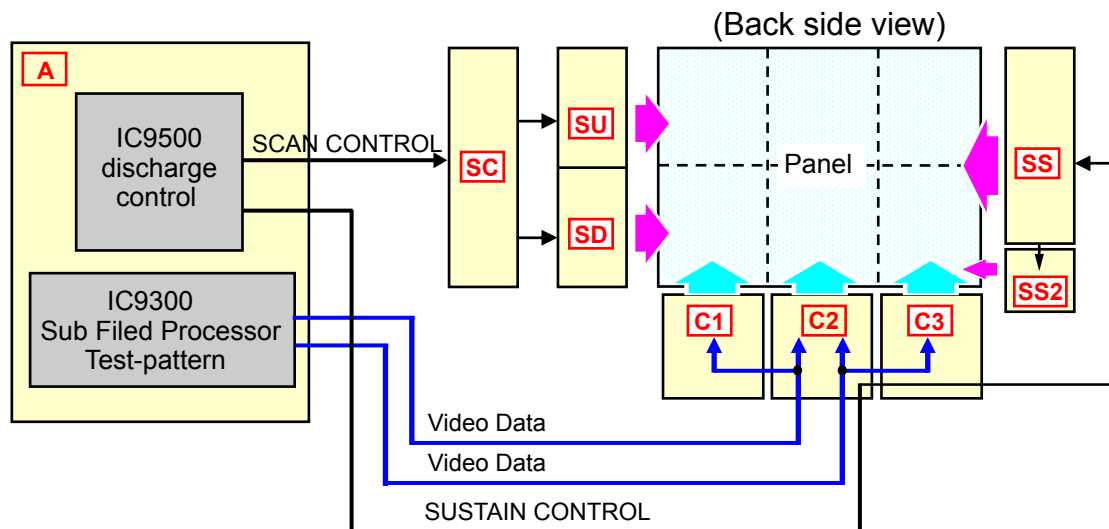 (Back side view)
A
IC9500
discharge
control
SCAN CONTROL
SC
SU
SD
Panel
SS
SS2
IC9300
Sub Filed Processor
Test-pattern
C1
C2
C3
Video Data
Video Data
SUSTAIN CONTROL